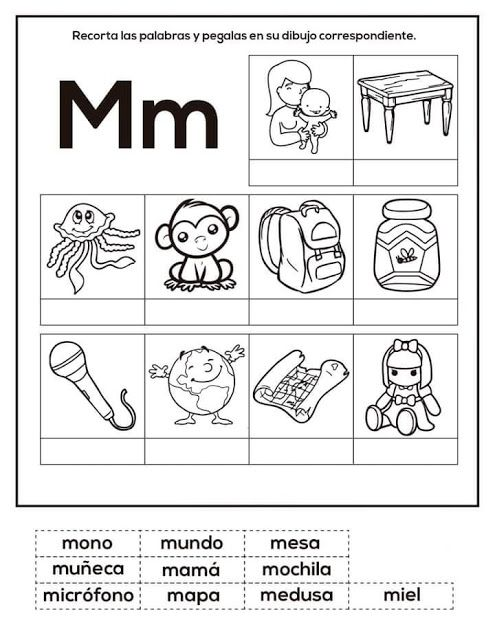 Recorta las palabras y pegalas en su dibujo correspondiente.
Mm
mono mundo mesa
muñeca mamá mochila
micrófono mapa medusa miel